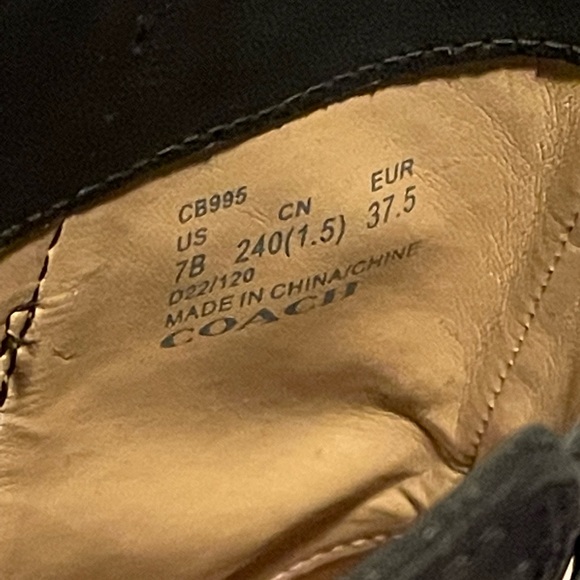 CB995
US CN EUR
7B 240(1.5) 37.5
D22/120
MADE IN CHINA/CHINE
COACH